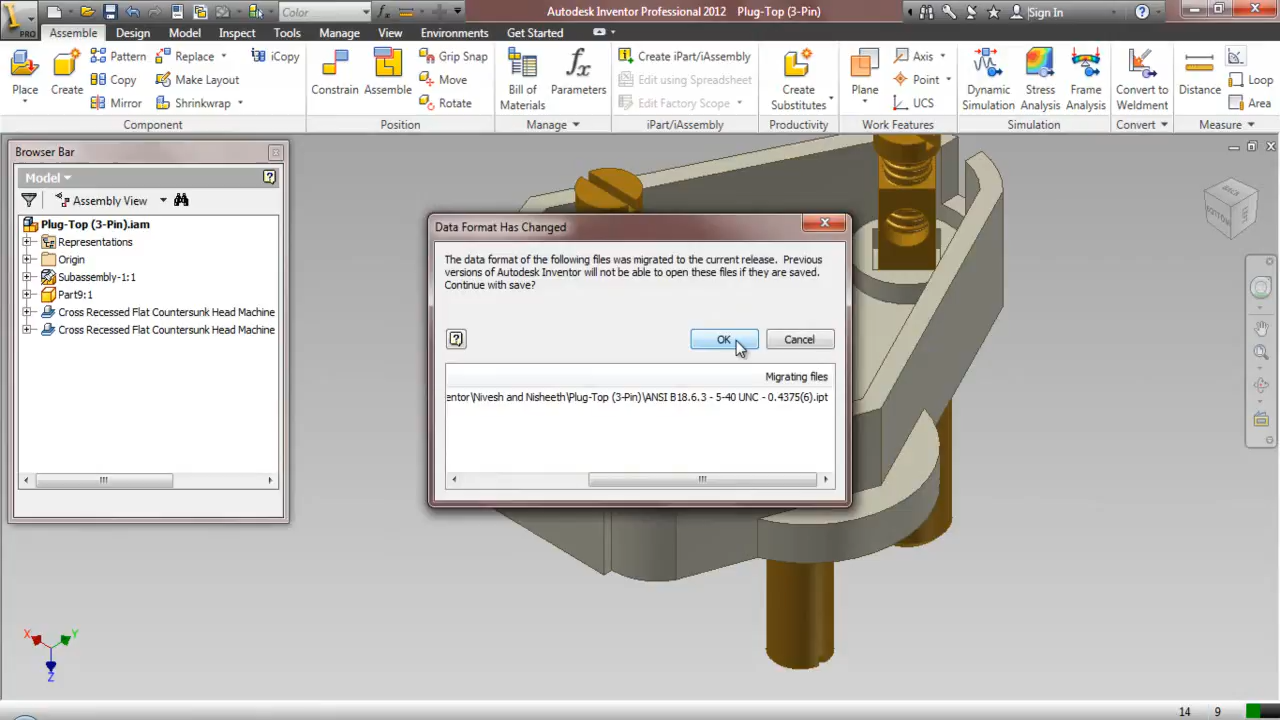 Color
Autodesk Inventor Professional 2012 Plug-Top (3-Pin)
Sign In
PRO
Assemble Design Model Inspect Tools Manage View Environments Get Started
Place
Create
Pattern
Copy
Mirror
Replace
Make Layout
Shrinkwrap
iCopy
Component
Constrain
Assemble
Grip Snap
Move
Rotate
Position
Bill of
Materials
Parameters
Manage
Create iPart/iAssembly
Edit using Spreadsheet
Edit Factory Scope
iPart/iAssembly
Create
Substitutes
Productivity
Plane
Axis
Point
UCS
Work Features
Dynamic
Simulation
Stress
Analysis
Frame
Analysis
Simulation
Convert to
Weldment
Convert
Distance
Loop
Area
Measure
Browser Bar
Model
Assembly View
Plug-Top (3-Pin).iam
Representations
Origin
Subassembly-1:1
Part9:1
Cross Recessed Flat Countersunk Head Machine
Cross Recessed Flat Countersunk Head Machine
Data Format Has Changed
The data format of the following files was migrated to the current release. Previous
versions of Autodesk Inventor will not be able to open these files if they are saved.
Continue with save?
OK Cancel
Migrating files
entor\Nivesh and Nisheeth\Plug-Top (3-Pin)\ANSI B18.6.3 - 5-40 UNC - 0.4375(6).ipt
BACK
BOTTOM
X Y
Z
14 9